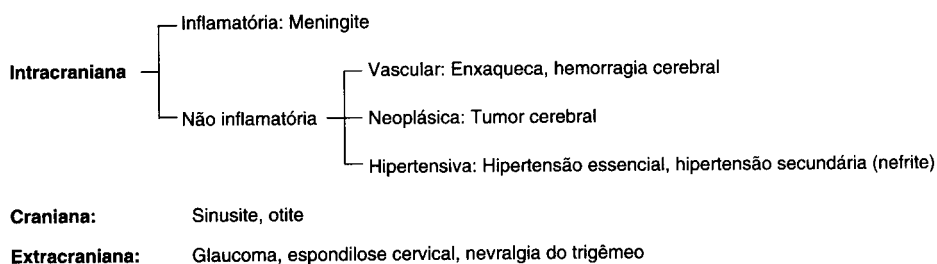 Inflamatória: Meningite
Intracraniana
Vascular: Enxaqueca, hemorragia cerebral
Não inflamatória
Neoplásica: Tumor cerebral
Hipertensiva: Hipertensão essencial, hipertensão secundária (nefrite)
Craniana: Sinusite, otite
Extracraniana: Glaucoma, espondilose cervical, nevralgia do trigêmeo